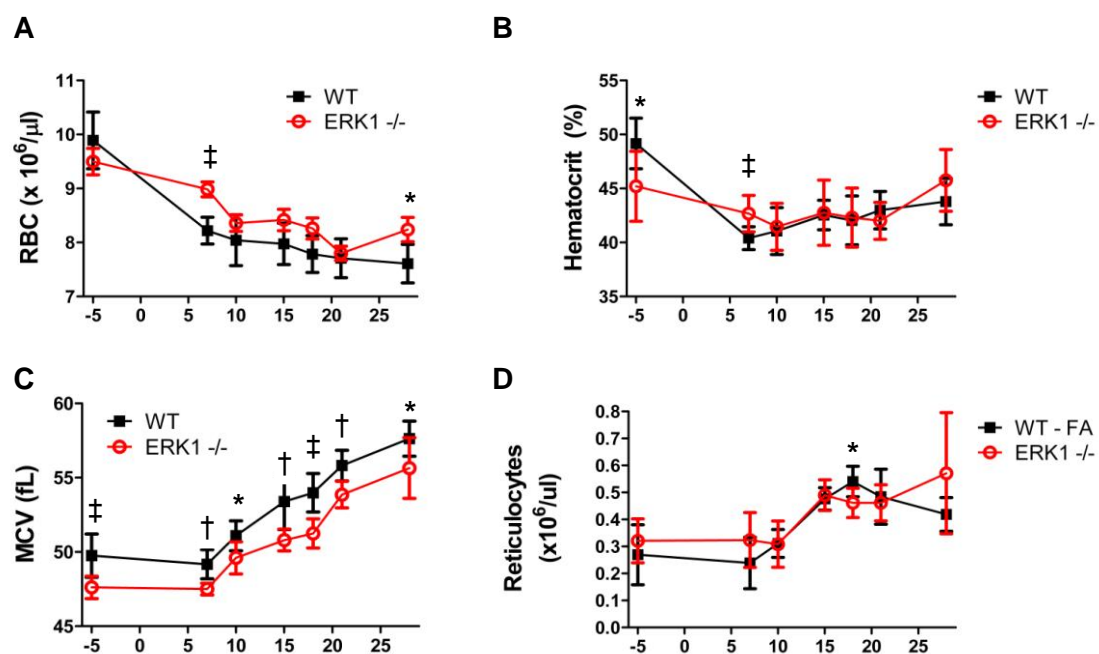 A
RBC (x 10⁶/µl)
11
10
9
8
7
-5 0 5 10 15 20 25
WT
ERK1 -/-
‡
*
B
Hematocrit (%)
55
50
45
40
35
-5 0 5 10 15 20 25
WT
ERK1 -/-
*
‡
C
MCV (fL)
60
55
50
45
-5 0 5 10 15 20 25
WT
ERK1 -/-
‡ † * † ‡ † *
D
Reticulocytes
(x10⁶/ul)
0.8
0.7
0.6
0.5
0.4
0.3
0.2
0.1
0.0
-5 0 5 10 15 20 25
WT - FA
ERK1 -/-
*